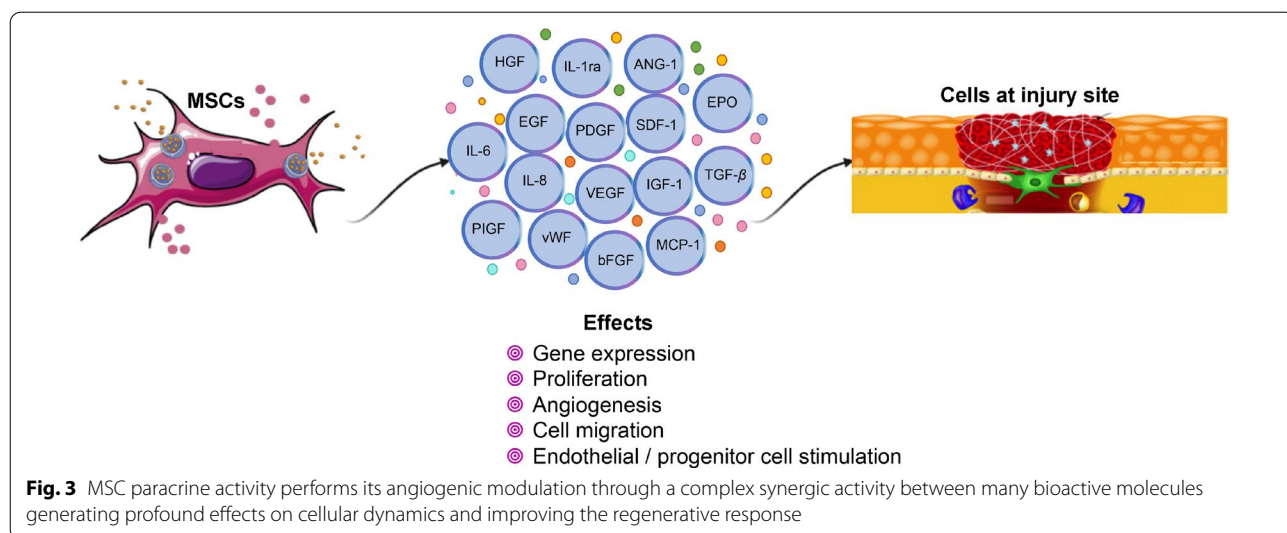 MSCs
HGF
IL-1ra
ANG-1
EPO
EGF
PDGF
SDF-1
IL-6
IL-8
VEGF
IGF-1
TGF-β
PIGF
vWF
bFGF
MCP-1
Cells at injury site
Effects
Gene expression
Proliferation
Angiogenesis
Cell migration
Endothelial / progenitor cell stimulation
Fig. 3 MSC paracrine activity performs its angiogenic modulation through a complex synergic activity between many bioactive molecules
generating profound effects on cellular dynamics and improving the regenerative response